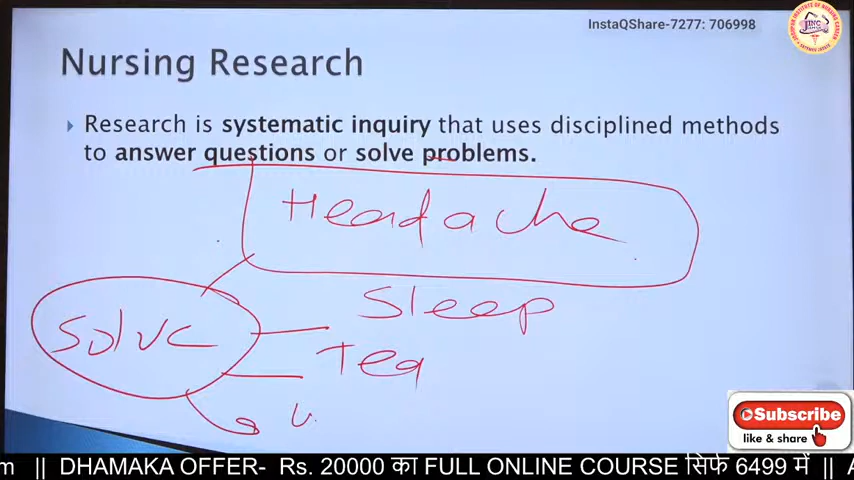 InstaQShare-7277: 706998
Nursing Research
Research is systematic inquiry that uses disciplined methods
to answer questions or solve problems.
Headache
Solve
Sleep
Tea
Subscribe
like & share
m || DHAMAKA OFFER- Rs. 20000 का FULL ONLINE COURSE सिर्फ 6499 में || A